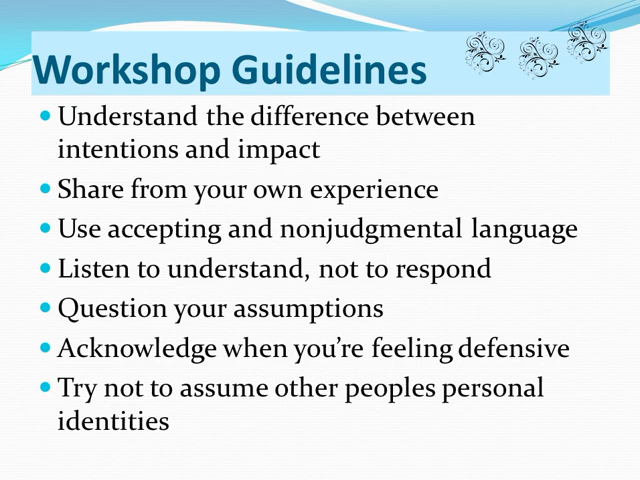 Workshop Guidelines
• Understand the difference between
intentions and impact
• Share from your own experience
• Use accepting and nonjudgmental language
• Listen to understand, not to respond
• Question your assumptions
• Acknowledge when you’re feeling defensive
• Try not to assume other peoples personal
identities